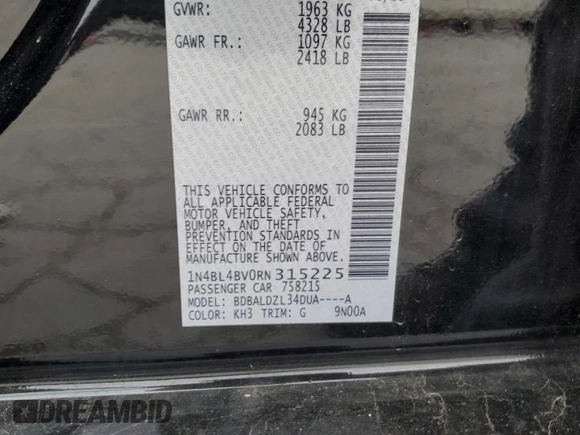 GVWR: 1963 KG
4328 LB
GAWR FR.: 1097 KG
2418 LB
GAWR RR.: 945 KG
2083 LB
THIS VEHICLE CONFORMS TO
ALL APPLICABLE FEDERAL
MOTOR VEHICLE SAFETY,
BUMPER, AND THEFT
PREVENTION STANDARDS IN
EFFECT ON THE DATE OF
MANUFACTURE SHOWN ABOVE.
1N4BL4BV0RN315225
PASSENGER CAR 758215
MODEL: BDBALDZL34DUA----A
COLOR: KH3 TRIM: G 9N00A
DREAMBID